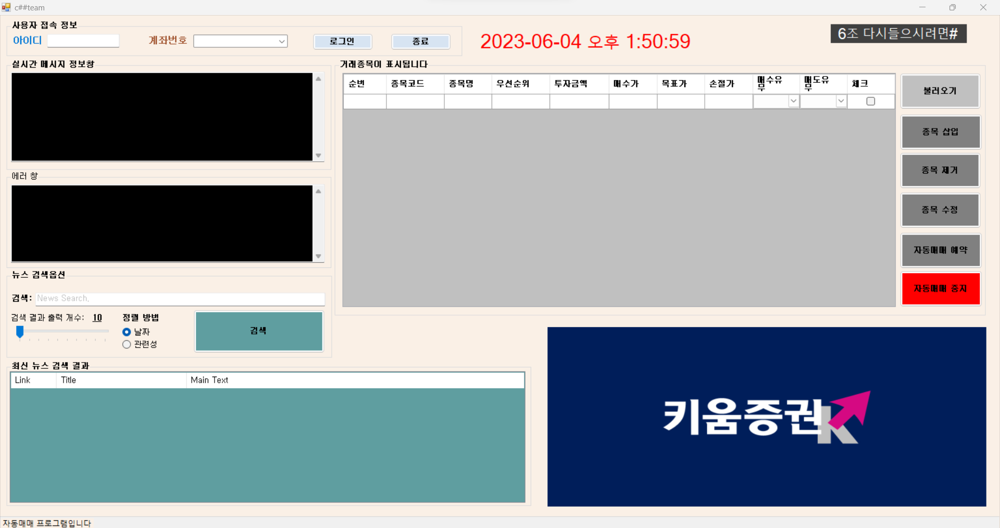 c##team
사용자 접속 정보
아이디
계좌번호
로그인
종료
2023-06-04 오후 1:50:59
6조 다시들으시려면#
실시간 메시지 정보창
거래종목이 표시됩니다
순번 종목코드 종목명 우선순위 투자금액 매수가 목표가 손절가 매수유무 매도유무 체크
불러오기
종목 삽입
종목 제거
종목 수정
자동매매 예약
자동매매 중지
에러 창
뉴스 검색옵션
검색: News Search,
검색 결과 출력 개수: 10
정렬 방법
날짜
관련성
검색
최신 뉴스 검색 결과
Link Title Main Text
키움증권K
자동매매 프로그램입니다